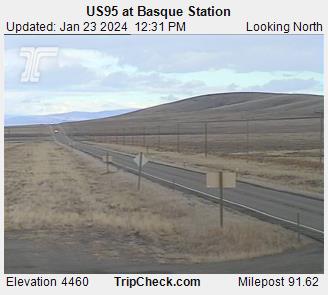 US95 at Basque Station
Updated: Jan 23 2024 12:31 PM Looking North
Elevation 4460 TripCheck.com Milepost 91.62